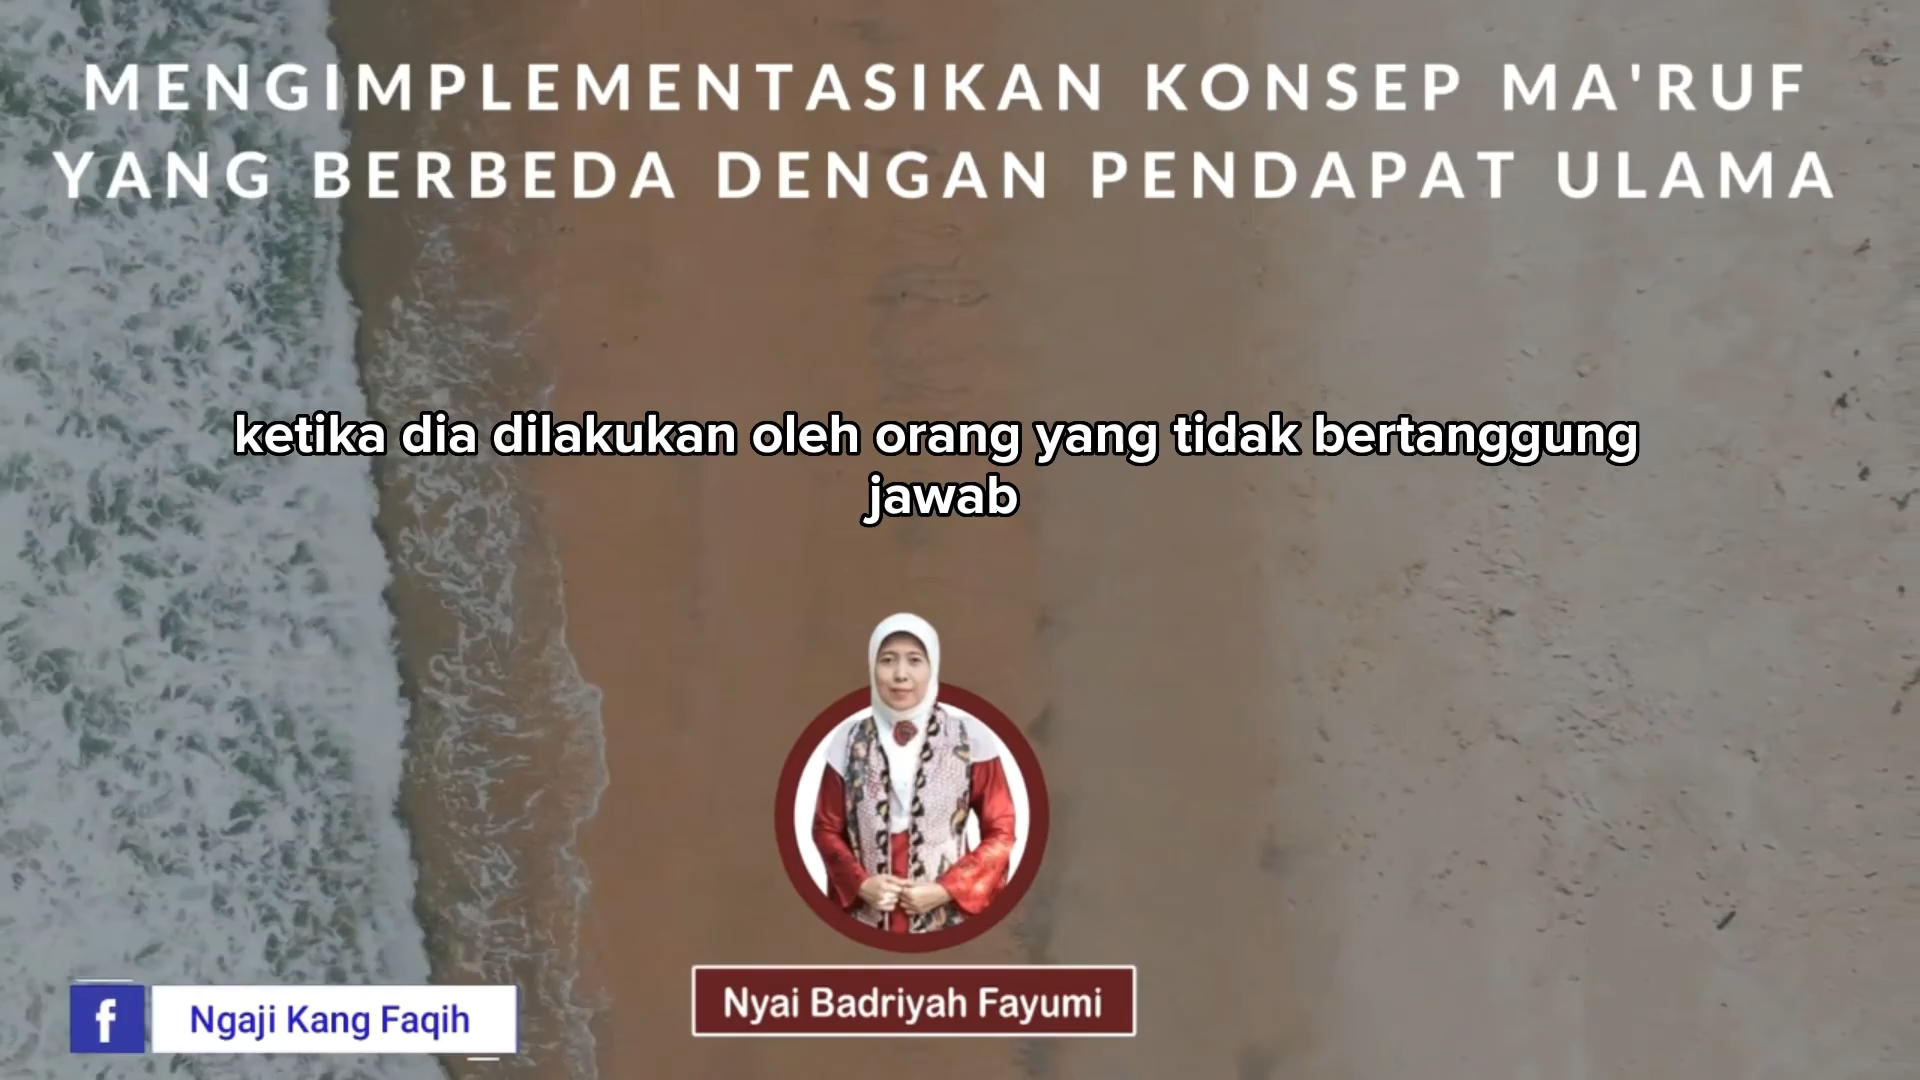 MENGIMPLEMENTASIKAN KONSEP MA'RUF
YANG BERBEDA DENGAN PENDAPAT ULAMA
ketika dia dilakukan oleh orang yang tidak bertanggung
jawab
Nyai Badriyah Fayumi
f Ngaji Kang Faqih